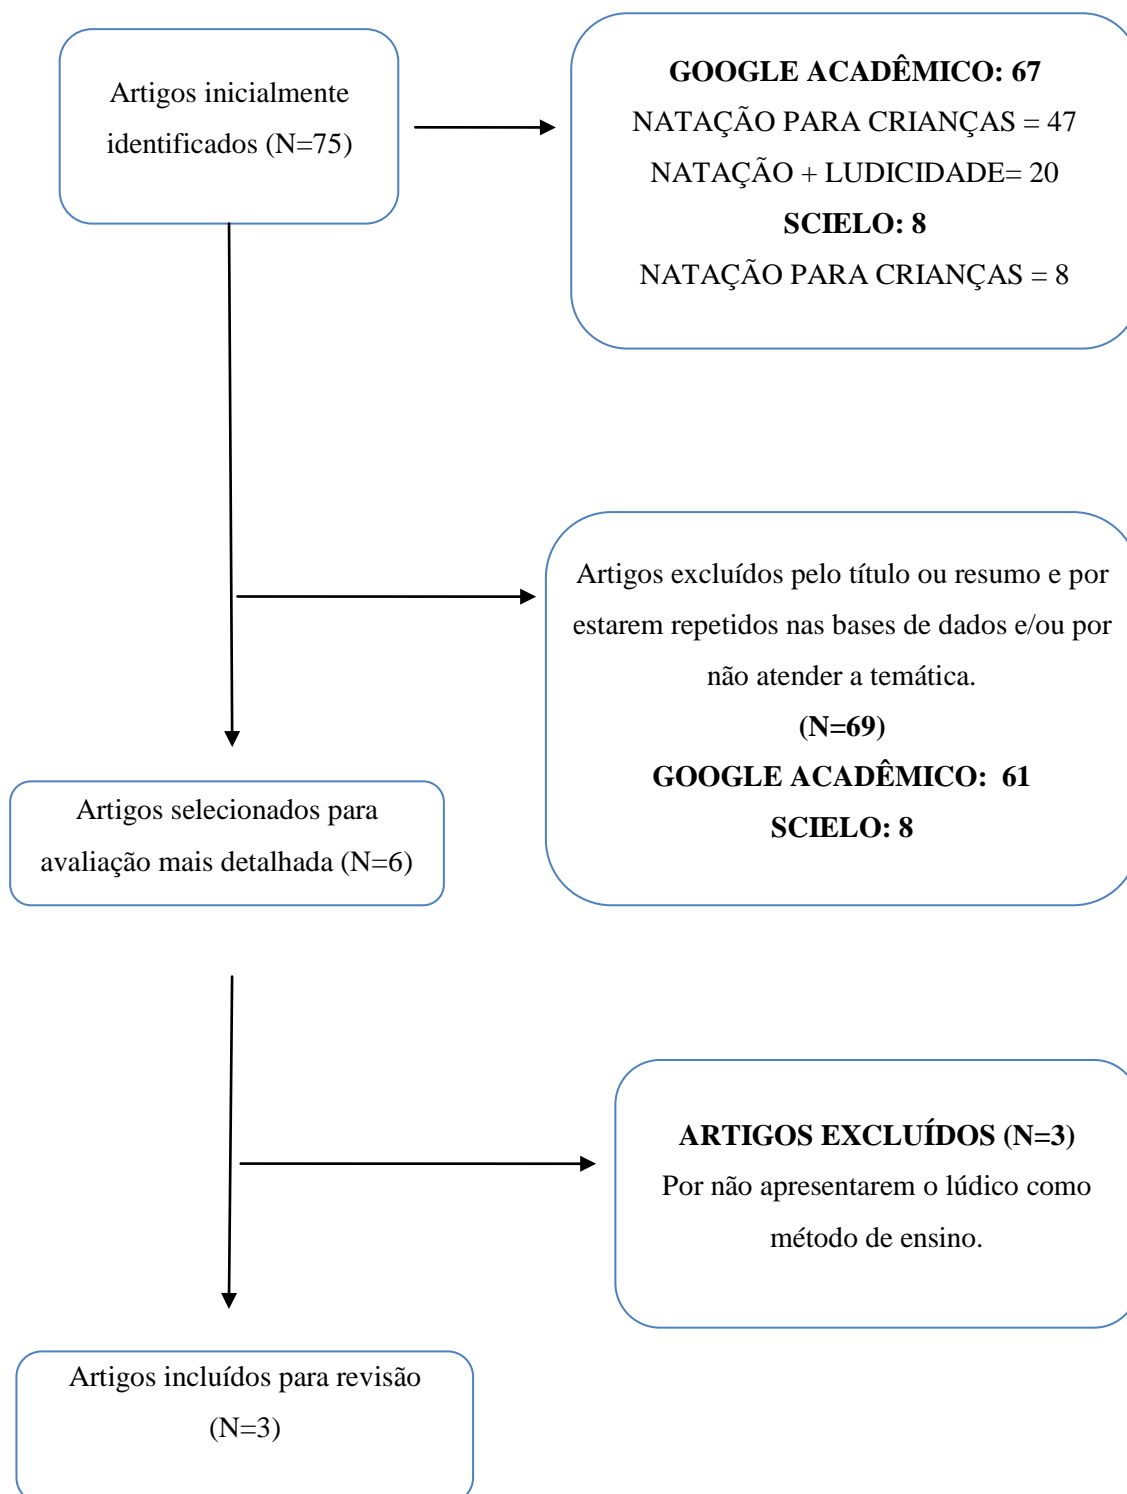 Artigos inicialmente
identificados (N=75)
GOOGLE ACADÊMICO: 67
NATAÇÃO PARA CRIANÇAS = 47
NATAÇÃO + LUDICIDADE= 20
SCIELO: 8
NATAÇÃO PARA CRIANÇAS = 8
Artigos excluídos pelo título ou resumo e por
estarem repetidos nas bases de dados e/ou por
não atender a temática.
(N=69)
GOOGLE ACADÊMICO:  61
SCIELO: 8
Artigos selecionados para
avaliação mais detalhada (N=6)
ARTIGOS EXCLUÍDOS (N=3)
Por não apresentarem o lúdico como
método de ensino.
Artigos incluídos para revisão
(N=3)